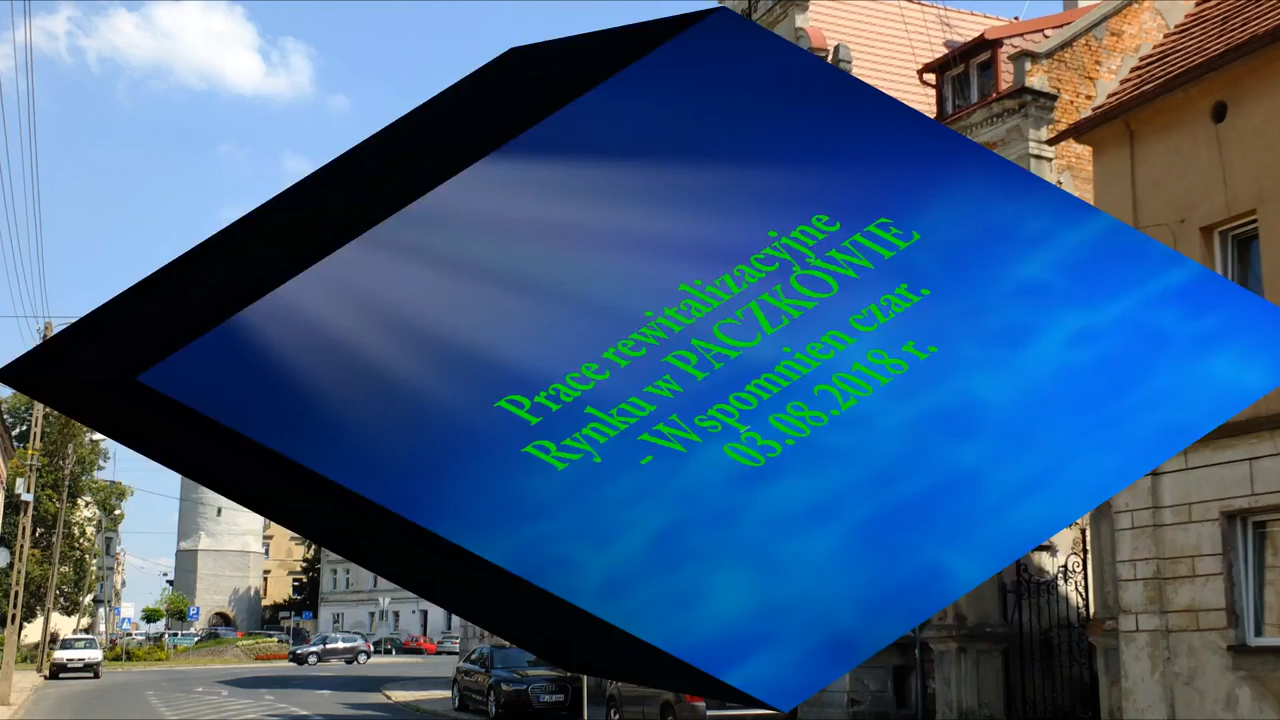 Prace rewitalizacyjne
Rynku w PACZKOWIE
- W spomnien czar.
03.08.2018 r.